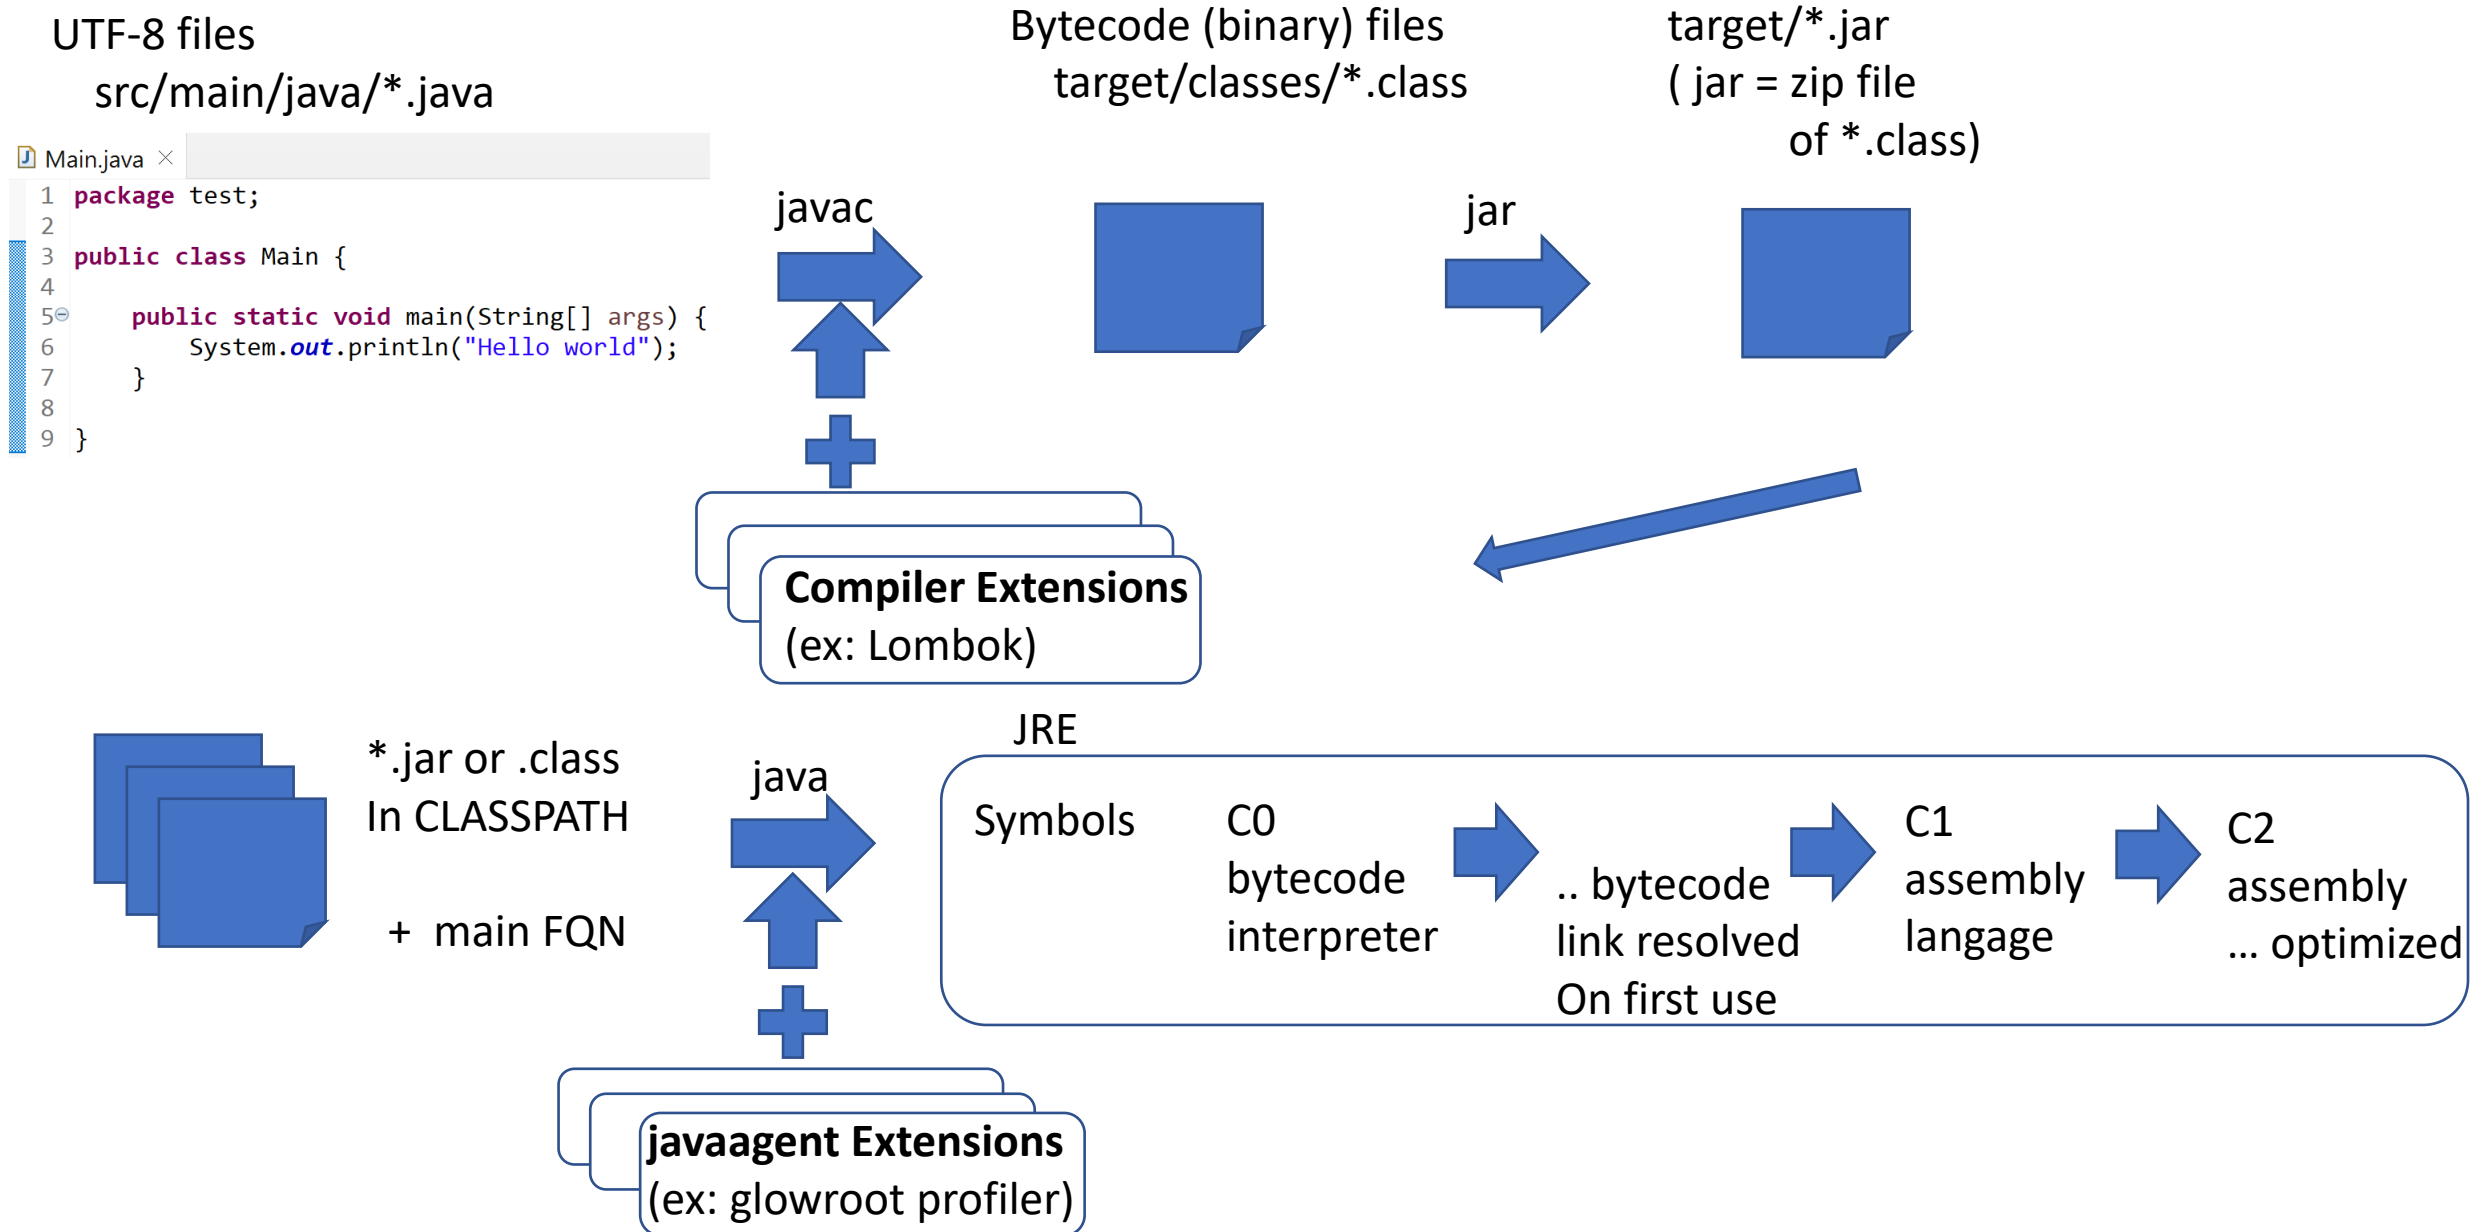 UTF-8 files
src/main/java/*.java
Bytecode (binary) files
target/classes/*.class
target/*.jar
( jar = zip file
of *.class)
Main.java
1 package test;
2
3 public class Main {
4
5 public static void main(String[] args) {
6 System.out.println("Hello world");
7 }
8
9 }
javac
jar
Compiler Extensions
(ex: Lombok)
*.jar or .class
In CLASSPATH
+ main FQN
java
JRE
Symbols
C0
bytecode
interpreter
.. bytecode
link resolved
On first use
C1
assembly
langage
C2
assembly
... optimized
javaagent Extensions
(ex: glowroot profiler)